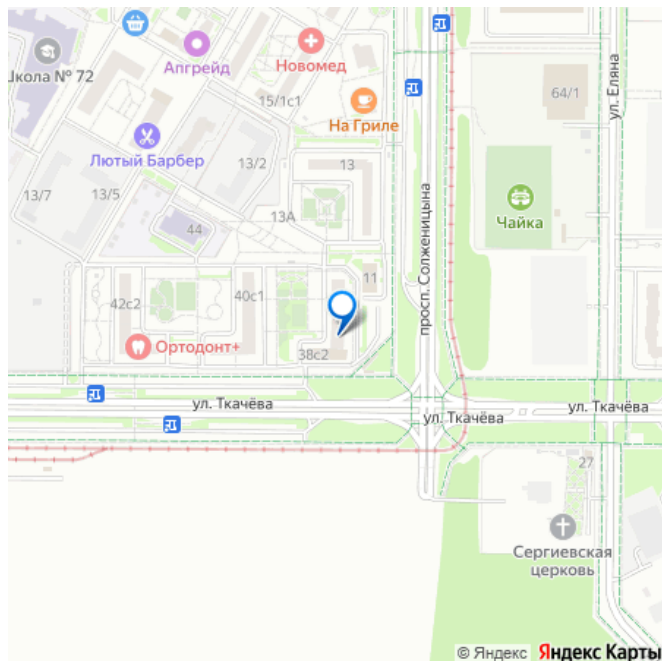 Школа № 72
Апгрейд
Новомед
15/1с1
На Гриле
64/1
ул. Еляна
Лютый Барбер
13/2
13
13/7
13/5
13А
44
Чайка
просп. Солженицына
11
42с2
40с1
Ортодонт+
38с2
ул. Ткачёва
ул. Ткачёва
ул. Ткачёва
27
Сергиевская
церковь
© Яндекс Яндекс Карты